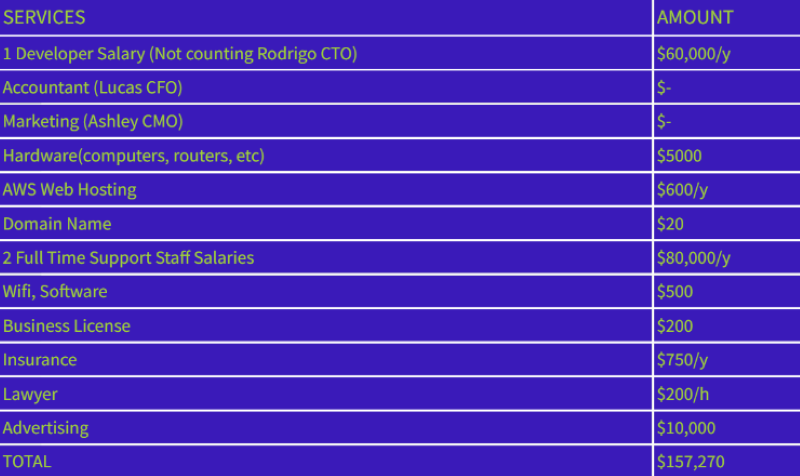 SERVICES AMOUNT
1 Developer Salary (Not counting Rodrigo CTO) $60,000/y
Accountant (Lucas CFO) $-
Marketing (Ashley CMO) $-
Hardware(computers, routers, etc) $5000
AWS Web Hosting $600/y
Domain Name $20
2 Full Time Support Staff Salaries $80,000/y
Wifi, Software $500
Business License $200
Insurance $750/y
Lawyer $200/h
Advertising $10,000
TOTAL $157,270